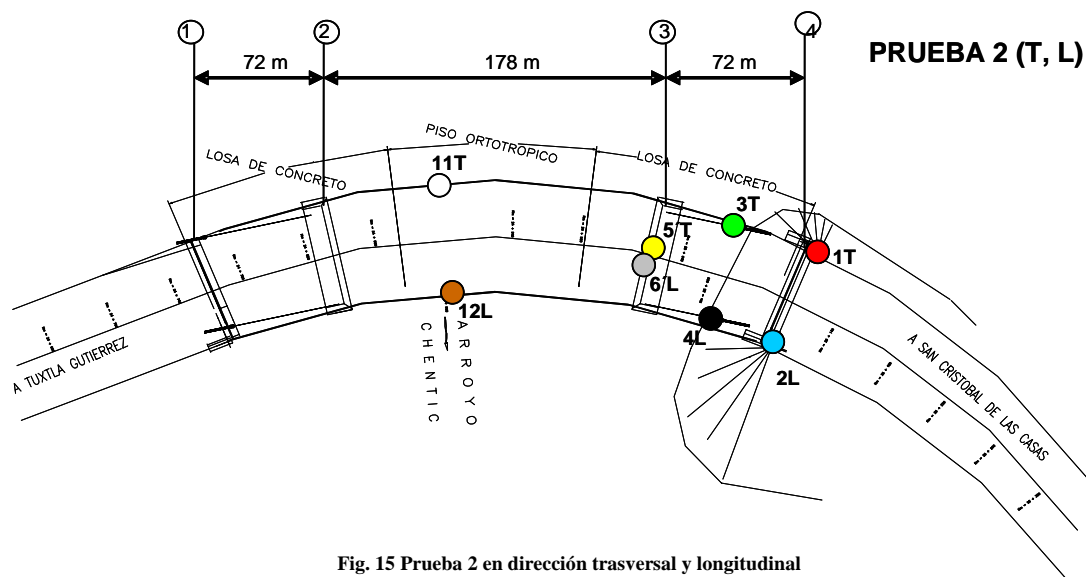 1
2
3
4
PRUEBA 2 (T, L)
72 m
178 m
72 m
LOSA DE CONCRETO
PISO ORTOTROPICO
LOSA DE CONCRETO
11T
3T
5´T
1T
6´L
12L
4L
2L
A TUXTLA GUTIERREZ
ARROYO
CHENTIC
A SAN CRISTOBAL DE LAS CASAS
Fig. 15 Prueba 2 en dirección trasversal y longitudinal